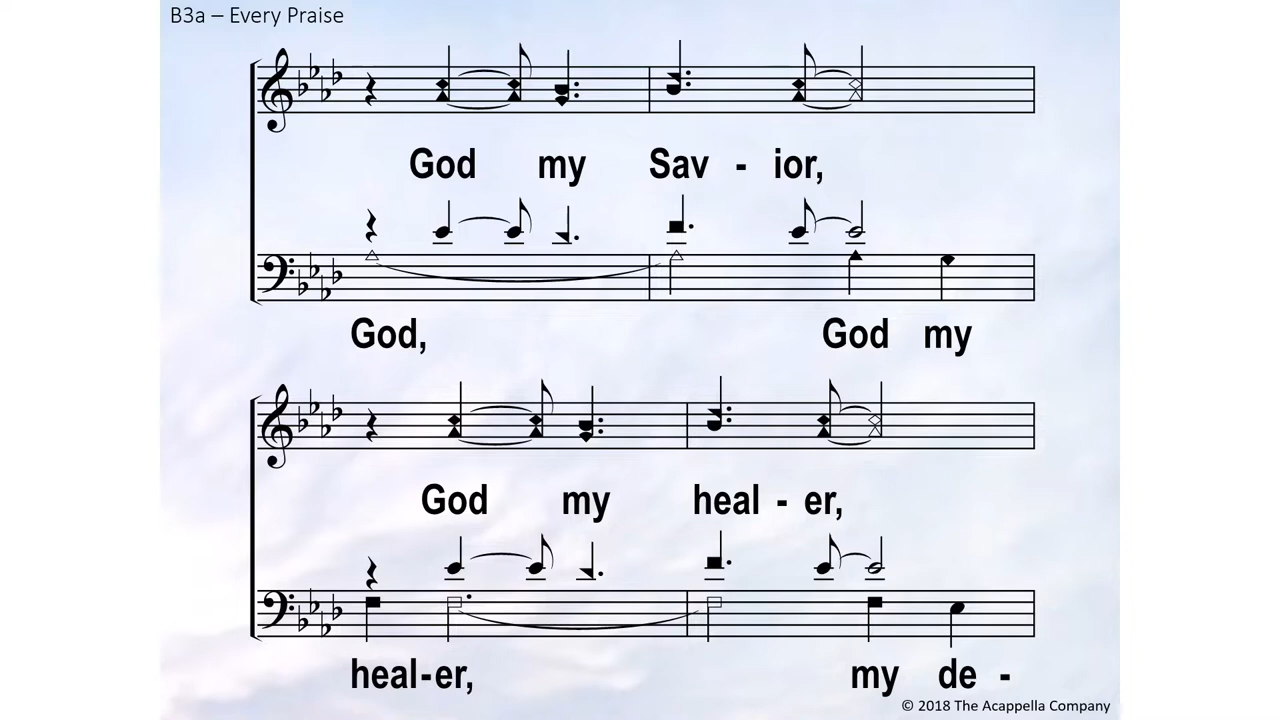 B3a – Every Praise
God my Sav - ior,
God, God my
God my heal - er,
heal-er, my de -
© 2018 The Acappella Company